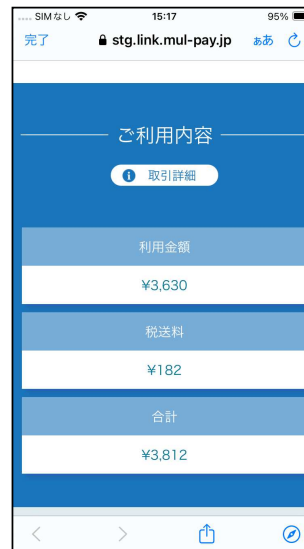 .... SIMなし 15:17 95%
完了 stg.link.mul-pay.jp ぁあ
ご利用内容
取引詳細
利用金額
¥3,630
税送料
¥182
合計
¥3,812